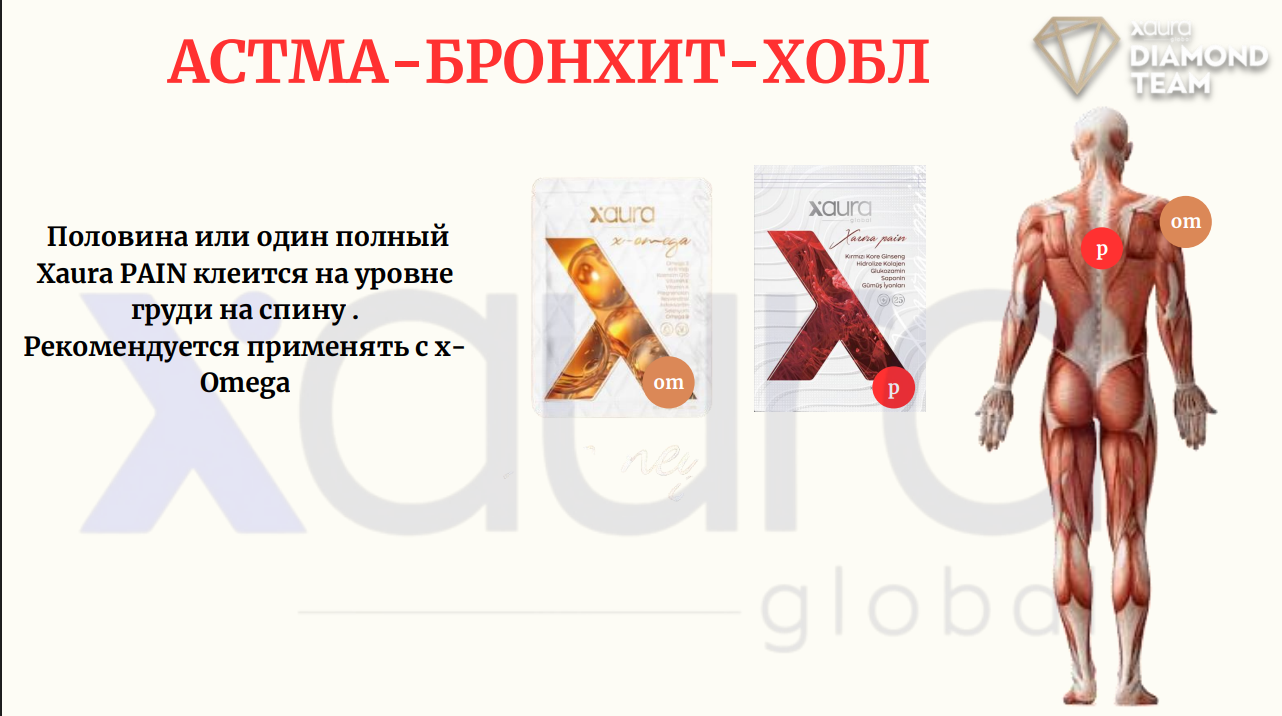 АСТМА-БРОНХИТ-ХОБЛ
xaura
DIAMOND
TEAM
Половина или один полный
Xaura PAIN клеится на уровне
груди на спину .
Рекомендуется применять с x-
Omega
xaura
x-omega
om
xaura
global
Xaura pain
Kırmızı Kore Ginseng
Hidrolize Kolajen
Glukozamin
Saponin
Gümüş İyonları
p
om
p
xaura
global